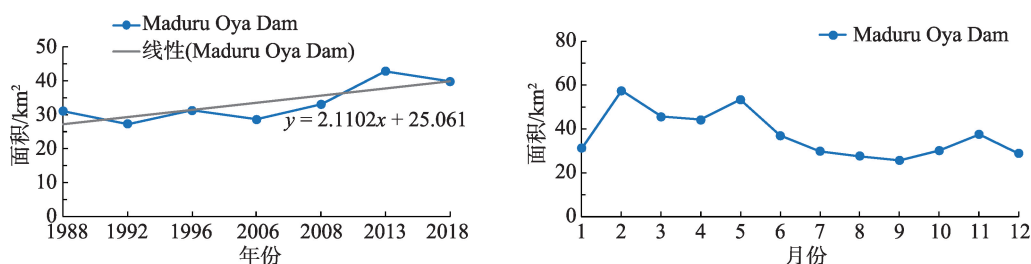 Maduru Oya Dam
线性(Maduru Oya Dam)
50
40
30
20
10
0
面积/km²
y = 2.1102x + 25.061
1988 1992 1996 2006 2008 2013 2018
年份
Maduru Oya Dam
80
60
40
20
0
面积/km²
1 2 3 4 5 6 7 8 9 10 11 12
月份